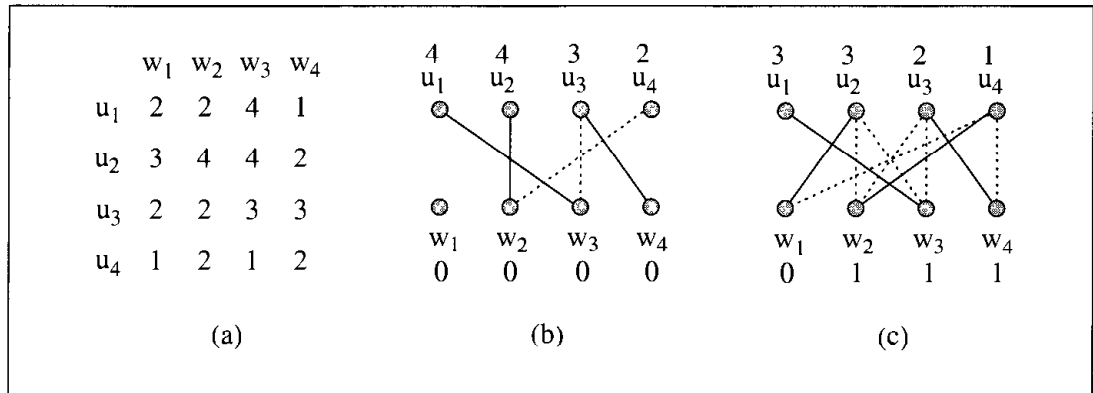 w1 w2 w3 w4
u1 2 2 4 1
u2 3 4 4 2
u3 2 2 3 3
u4 1 2 1 2
(a)
4 4 3 2
u1 u2 u3 u4
w1 w2 w3 w4
0 0 0 0
(b)
3 3 2 1
u1 u2 u3 u4
w1 w2 w3 w4
0 1 1 1
(c)